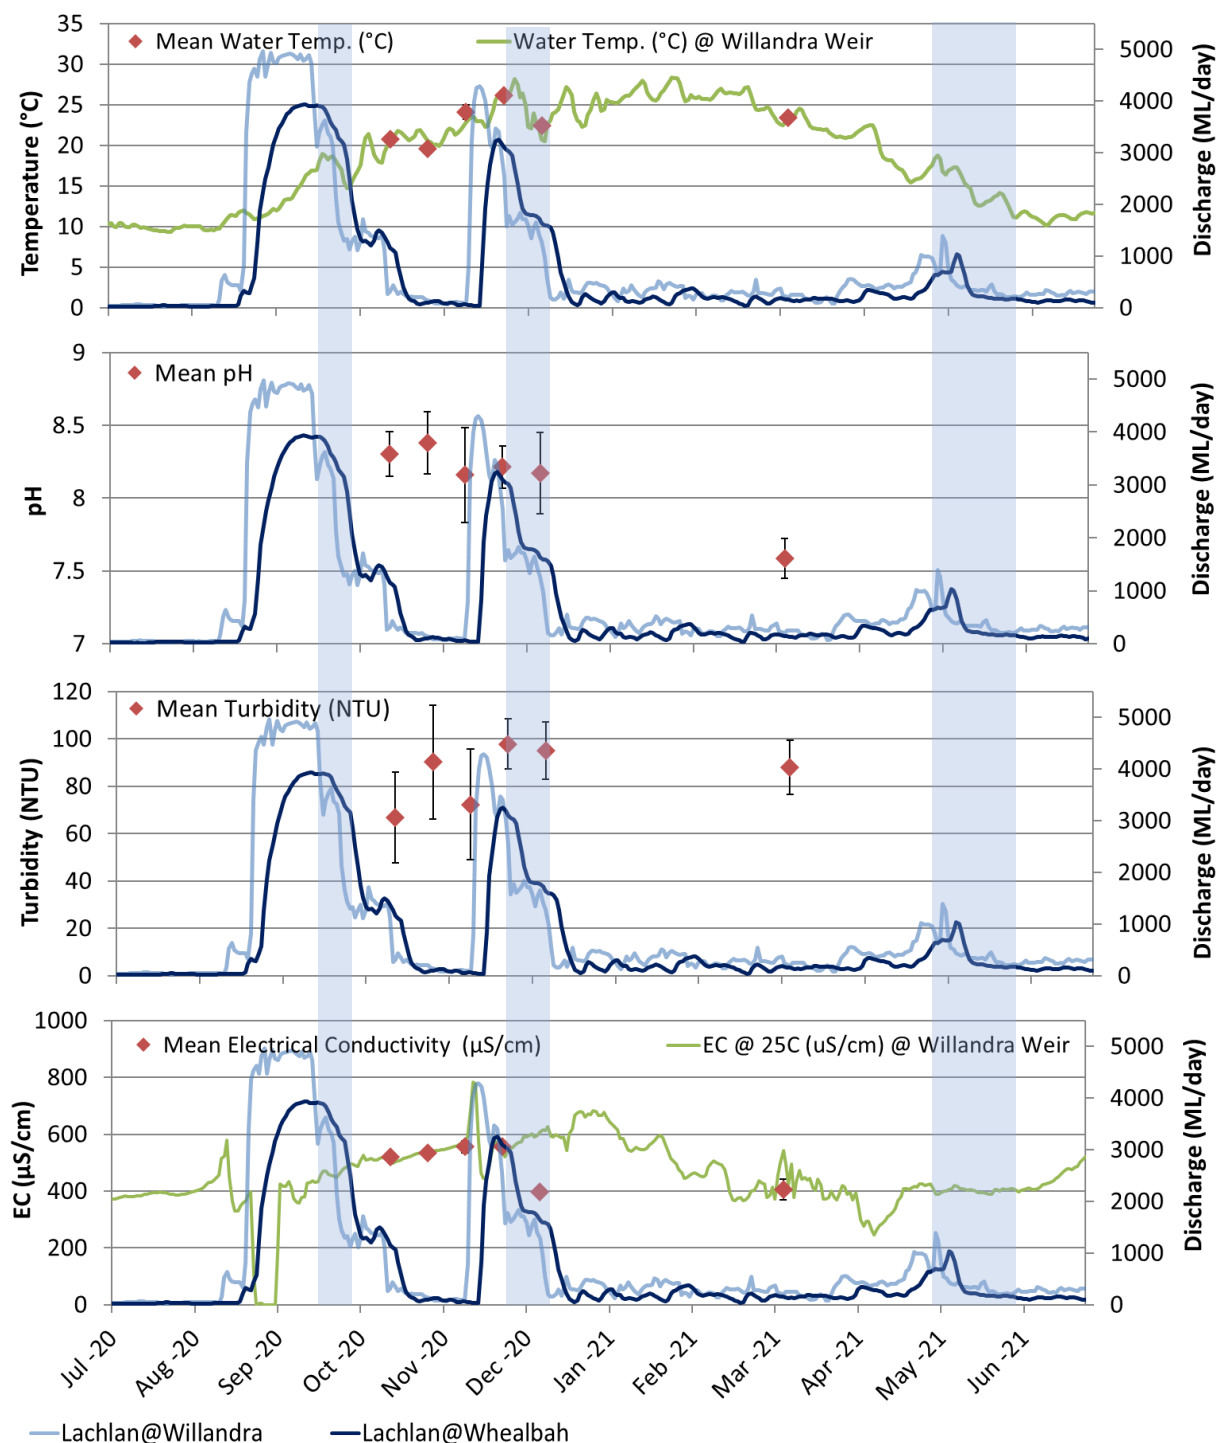 35
30
25
20
15
10
5
0
Temperature (°C)
Mean Water Temp. (°C)
Water Temp. (°C) @ Willandra Weir
5000
4000
3000
2000
1000
0
Discharge (ML/day)
9
8.5
8
7.5
7
pH
Mean pH
5000
4000
3000
2000
1000
0
Discharge (ML/day)
120
100
80
60
40
20
0
Turbidity (NTU)
Mean Turbidity (NTU)
5000
4000
3000
2000
1000
0
Discharge (ML/day)
1000
800
600
400
200
0
EC (µS/cm)
Mean Electrical Conductivity (µS/cm)
EC @ 25C (uS/cm) @ Willandra Weir
5000
4000
3000
2000
1000
0
Discharge (ML/day)
Jul -20
Aug -20
Sep -20
Oct -20
Nov -20
Dec -20
Jan -21
Feb -21
Mar -21
Apr -21
May -21
Jun -21
Lachlan@Willandra
Lachlan@Whealbah